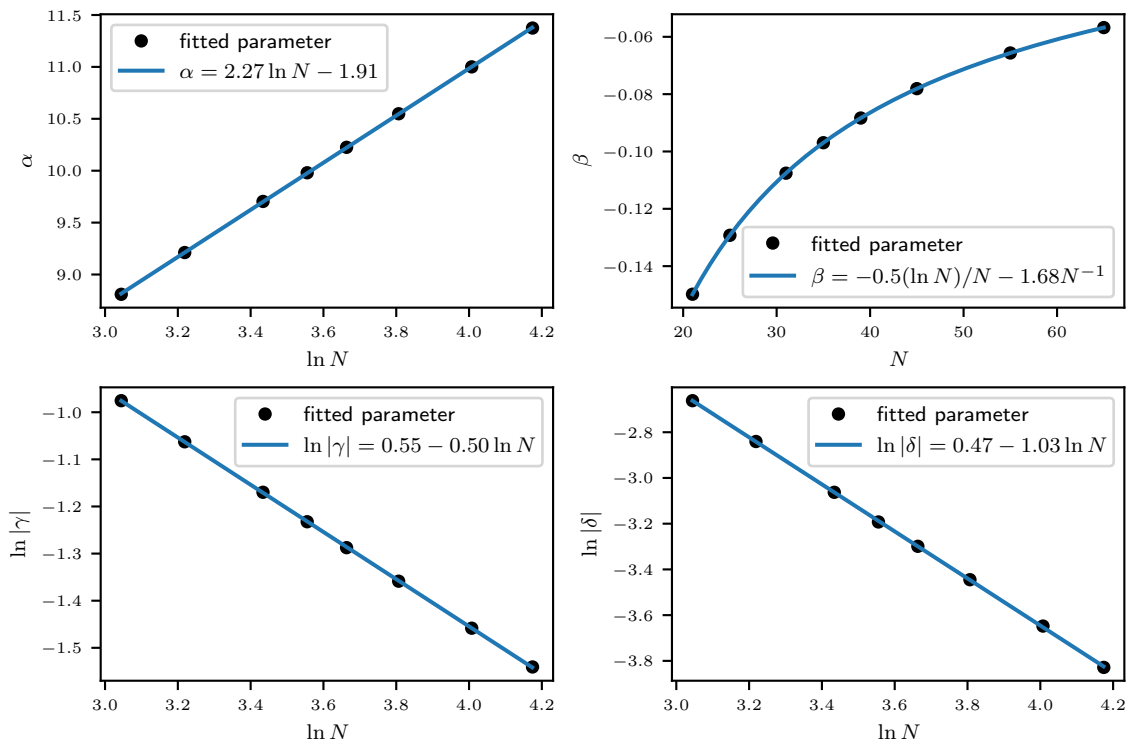 11.5
11.0
10.5
10.0
9.5
9.0
α
fitted parameter
α = 2.27 ln N − 1.91
3.0 3.2 3.4 3.6 3.8 4.0 4.2
ln N
−0.06
−0.08
−0.10
−0.12
−0.14
β
fitted parameter
β = −0.5(ln N)/N − 1.68N⁻¹
20 30 40 50 60
N
−1.0
−1.1
−1.2
−1.3
−1.4
−1.5
ln |γ|
fitted parameter
ln |γ| = 0.55 − 0.50 ln N
3.0 3.2 3.4 3.6 3.8 4.0 4.2
ln N
−2.8
−3.0
−3.2
−3.4
−3.6
−3.8
ln |δ|
fitted parameter
ln |δ| = 0.47 − 1.03 ln N
3.0 3.2 3.4 3.6 3.8 4.0 4.2
ln N